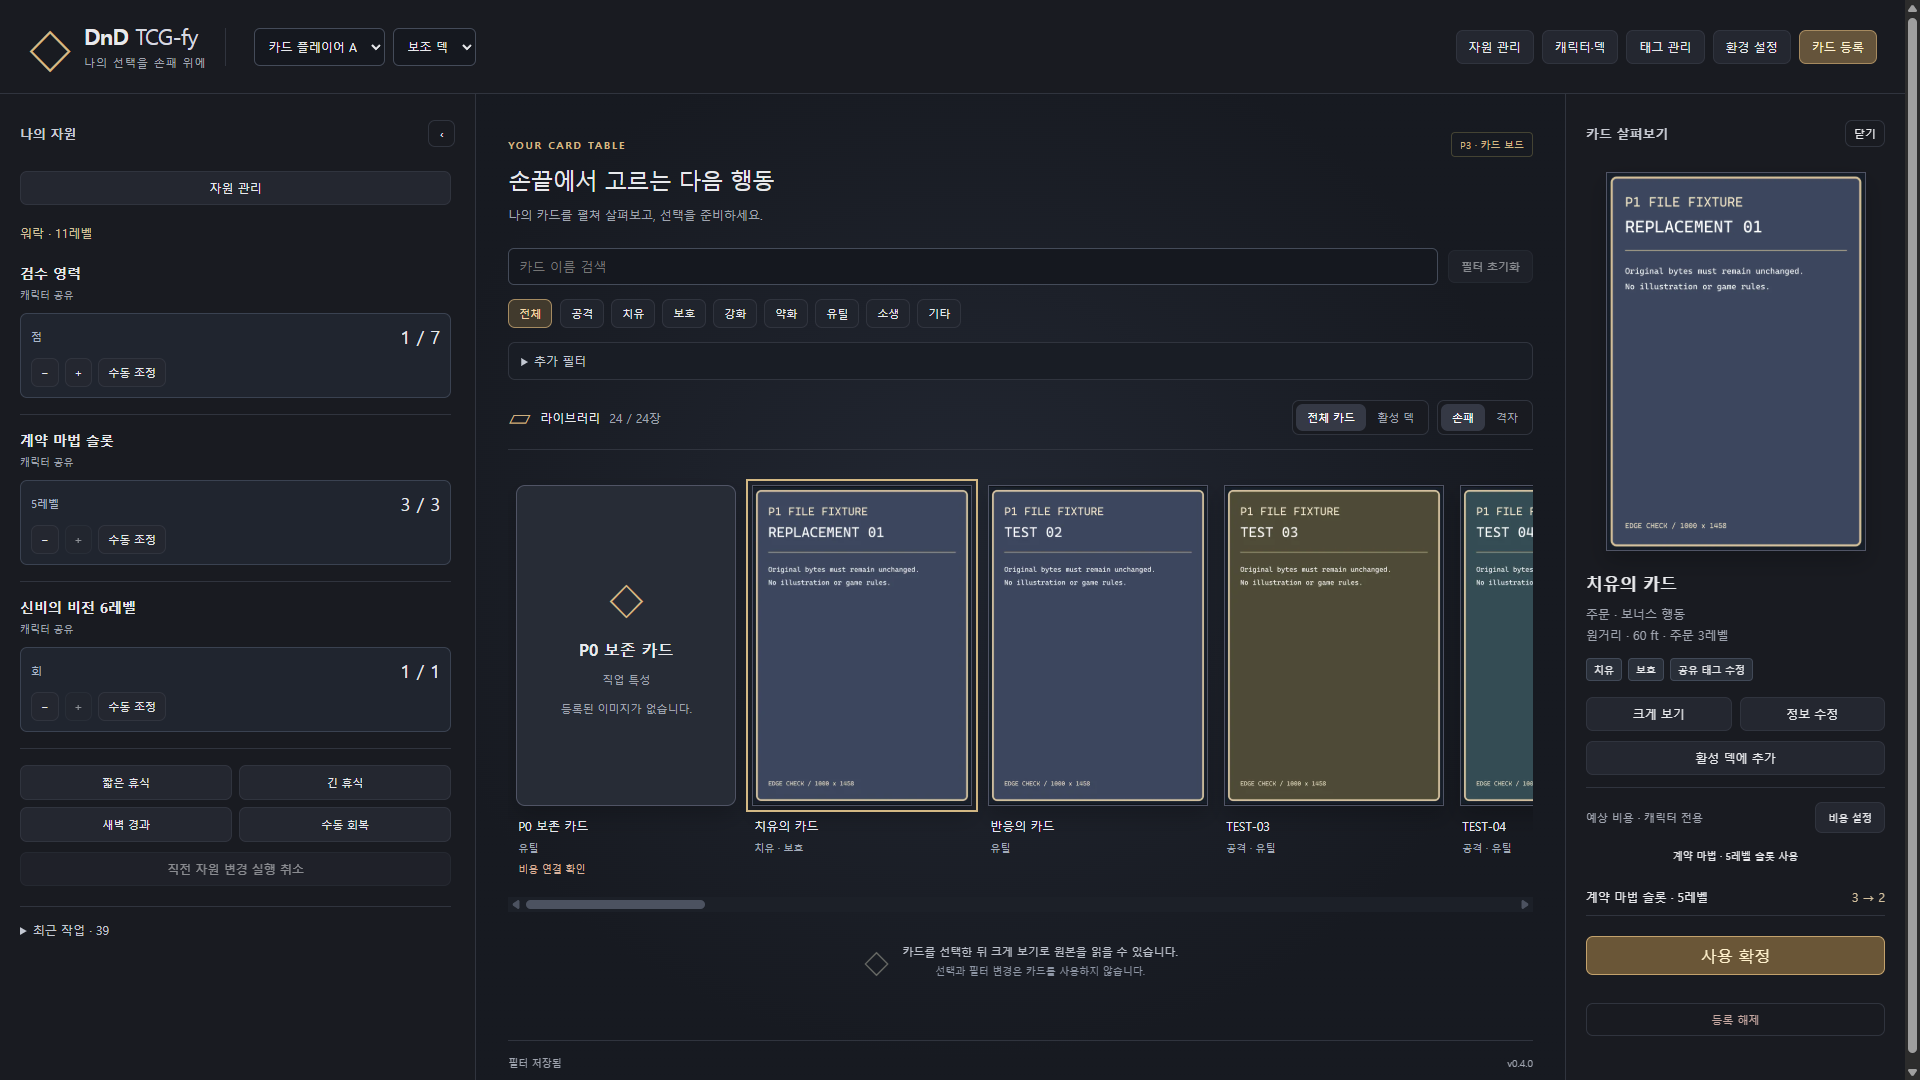 DnD TCG-fy
나의 선택을 손패 위에
카드 플레이어 A
보조 덱
자원 관리
캐릭터·덱
태그 관리
환경 설정
카드 등록
나의 자원
‹
자원 관리
워락 · 11레벨
검수 영력
캐릭터 공유
점
1 / 7
−
+
수동 조정
계약 마법 슬롯
캐릭터 공유
5레벨
3 / 3
−
+
수동 조정
신비의 비전 6레벨
캐릭터 공유
회
1 / 1
−
+
수동 조정
짧은 휴식
긴 휴식
새벽 경과
수동 회복
직전 자원 변경 실행 취소
▶ 최근 작업 · 39
YOUR CARD TABLE
P3 · 카드 보드
손끝에서 고르는 다음 행동
나의 카드를 펼쳐 살펴보고, 선택을 준비하세요.
카드 이름 검색
필터 초기화
전체
공격
치유
보호
강화
약화
유틸
소생
기타
▶ 추가 필터
라이브러리 24 / 24장
전체 카드
활성 덱
손패
격자
P0 보존 카드
직업 특성
등록된 이미지가 없습니다.
P0 보존 카드
유틸
비용 연결 확인
P1 FILE FIXTURE
REPLACEMENT 01
Original bytes must remain unchanged.
No illustration or game rules.
EDGE CHECK / 1000 x 1458
치유의 카드
치유 · 보호
P1 FILE FIXTURE
TEST 02
Original bytes must remain unchanged.
No illustration or game rules.
EDGE CHECK / 1000 x 1458
반응의 카드
유틸
P1 FILE FIXTURE
TEST 03
Original bytes must remain unchanged.
No illustration or game rules.
EDGE CHECK / 1000 x 1458
TEST-03
공격 · 유틸
P1 FILE F
TEST 04
Original bytes
No illustratio
EDGE CHECK / 10
TEST-04
공격 · 유틸
카드를 선택한 뒤 크게 보기로 원본을 읽을 수 있습니다.
선택과 필터 변경은 카드를 사용하지 않습니다.
필터 저장됨
v0.4.0
카드 살펴보기
닫기
P1 FILE FIXTURE
REPLACEMENT 01
Original bytes must remain unchanged.
No illustration or game rules.
EDGE CHECK / 1000 x 1458
치유의 카드
주문 · 보너스 행동
원거리 · 60 ft · 주문 3레벨
치유
보호
공유 태그 수정
크게 보기
정보 수정
활성 덱에 추가
예상 비용 · 캐릭터 전용
비용 설정
계약 마법 · 5레벨 슬롯 사용
계약 마법 슬롯 · 5레벨
3 → 2
사용 확정
등록 해제